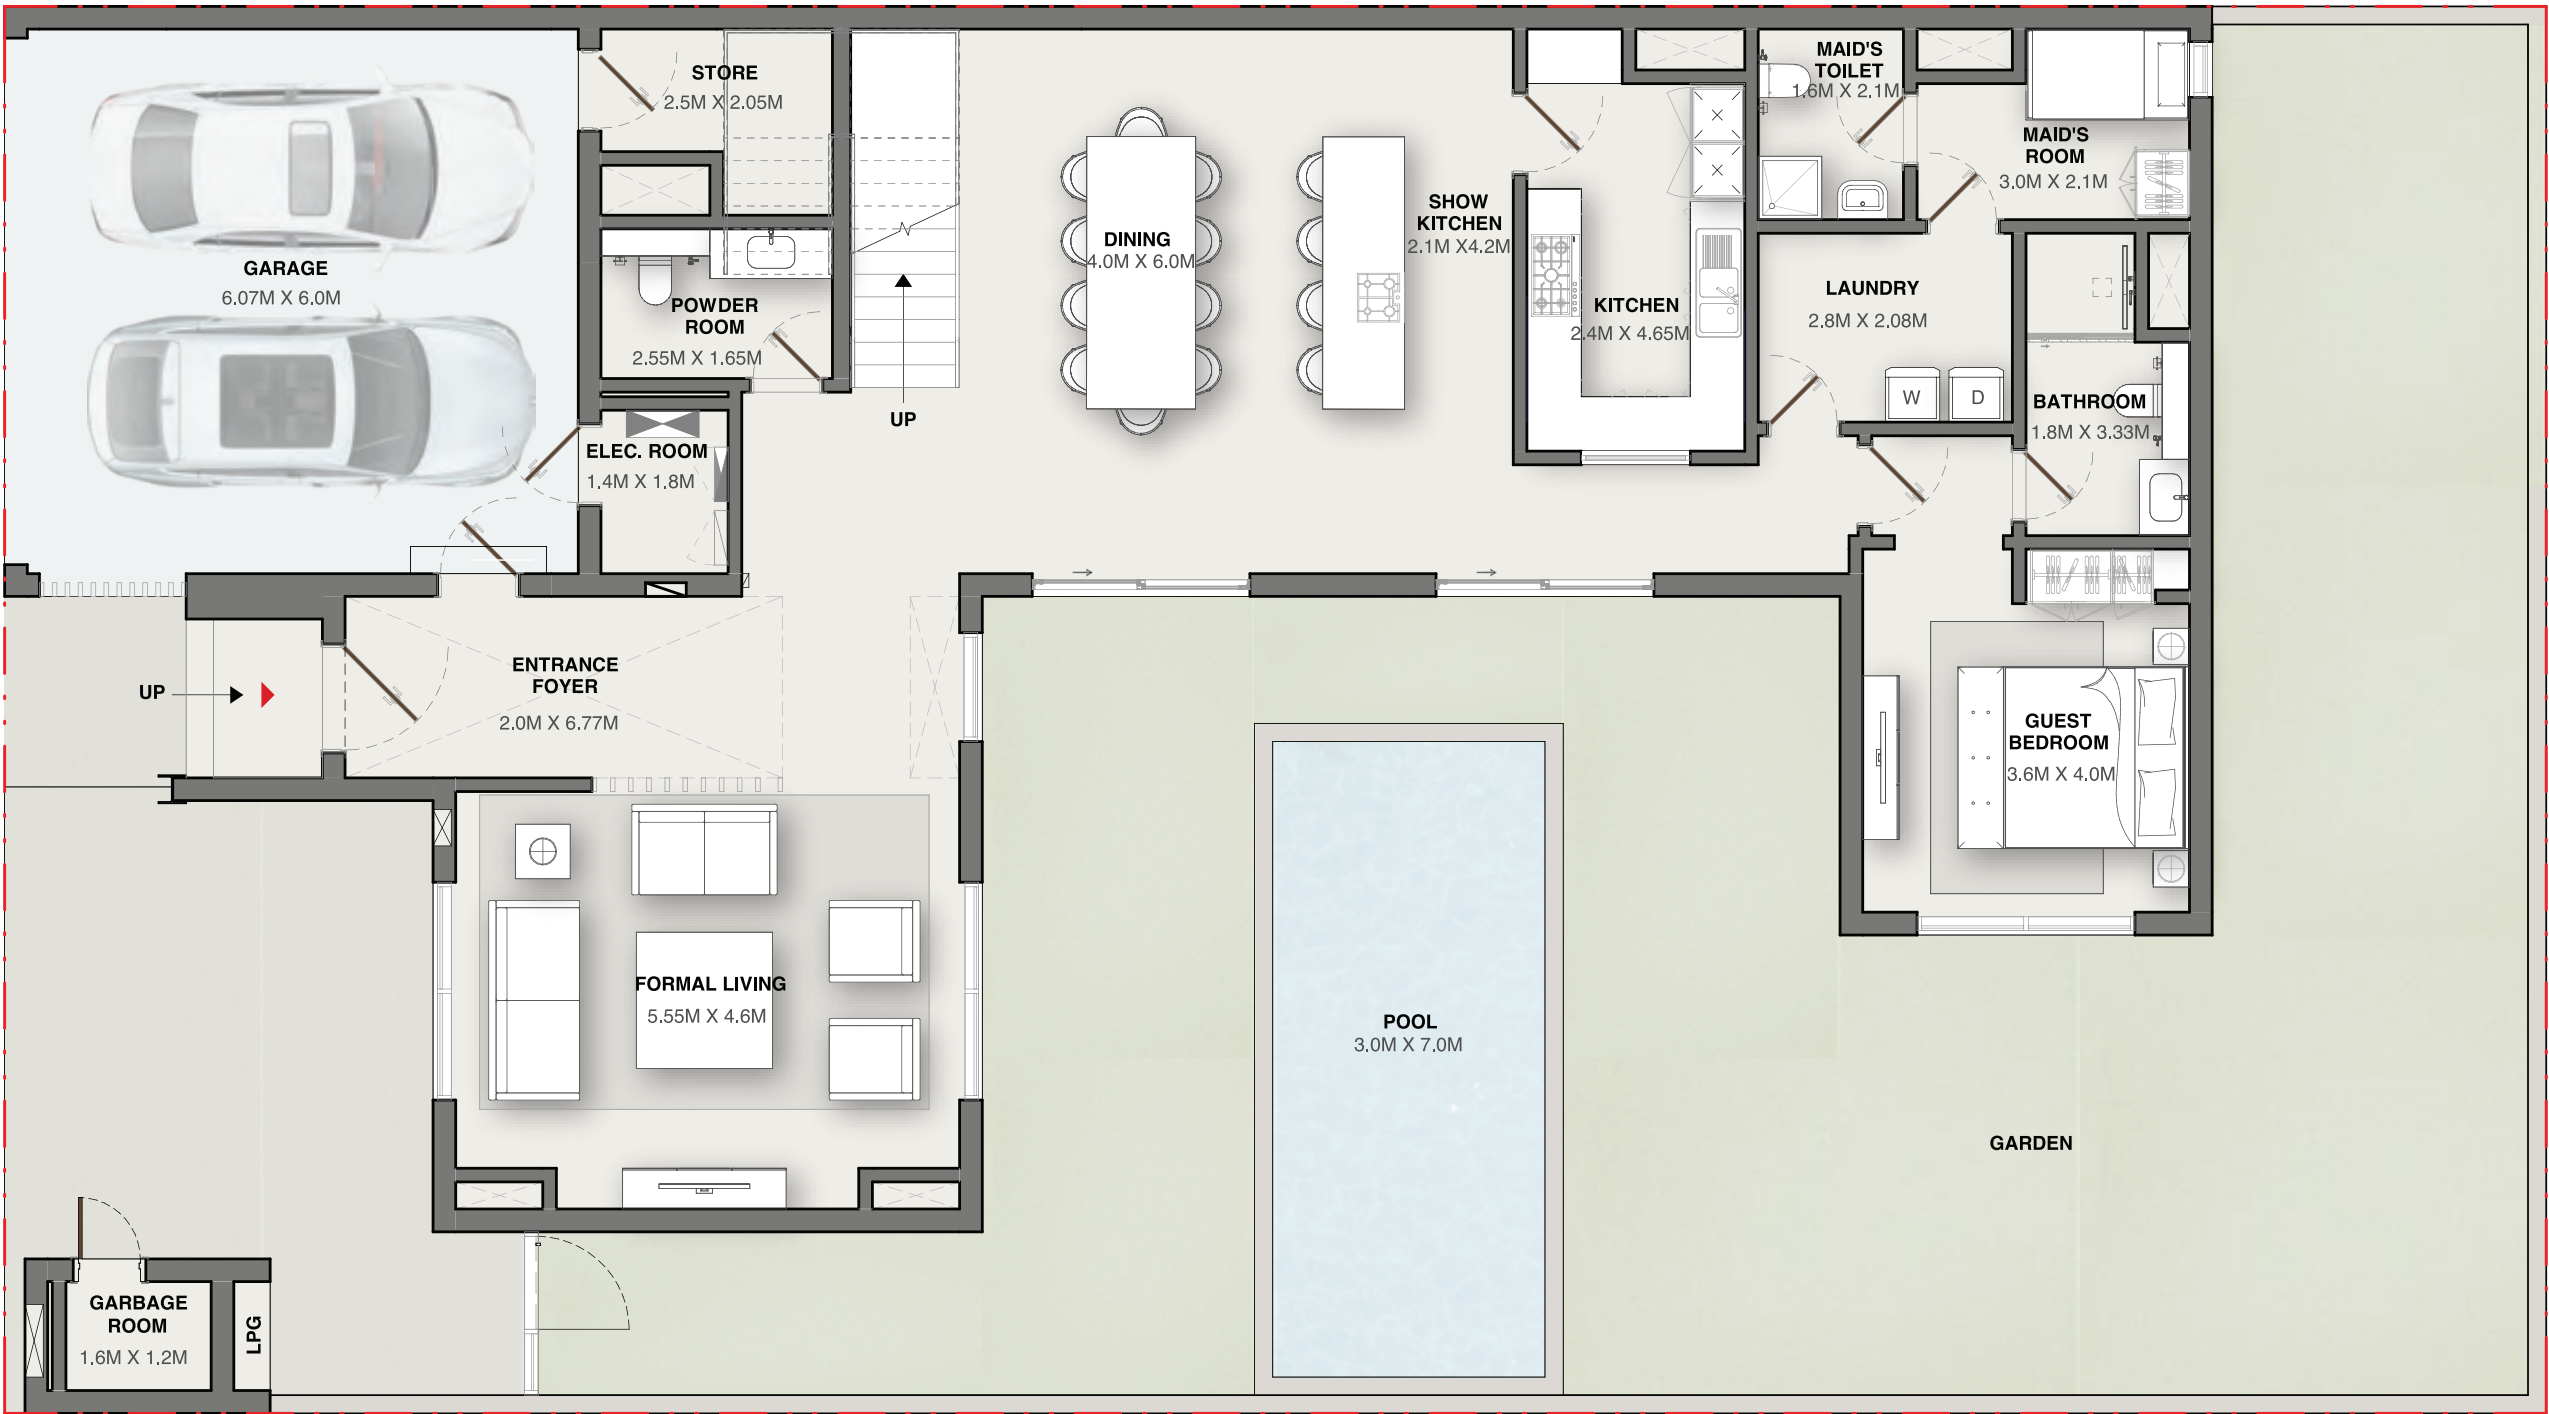 STORE
2.5M X 2.05M
GARAGE
6.07M X 6.0M
POWDER
ROOM
2.55M X 1.65M
ELEC. ROOM
1.4M X 1.8M
UP
DINING
4.0M X 6.0M
SHOW
KITCHEN
2.1M X4.2M
KITCHEN
2.4M X 4.65M
MAID'S
TOILET
1.6M X 2.1M
MAID'S
ROOM
3.0M X 2.1M
LAUNDRY
2.8M X 2.08M
W
D
BATHROOM
1.8M X 3.33M
UP
ENTRANCE
FOYER
2.0M X 6.77M
GUEST
BEDROOM
3.6M X 4.0M
FORMAL LIVING
5.55M X 4.6M
POOL
3.0M X 7.0M
GARDEN
GARBAGE
ROOM
1.6M X 1.2M
LPG